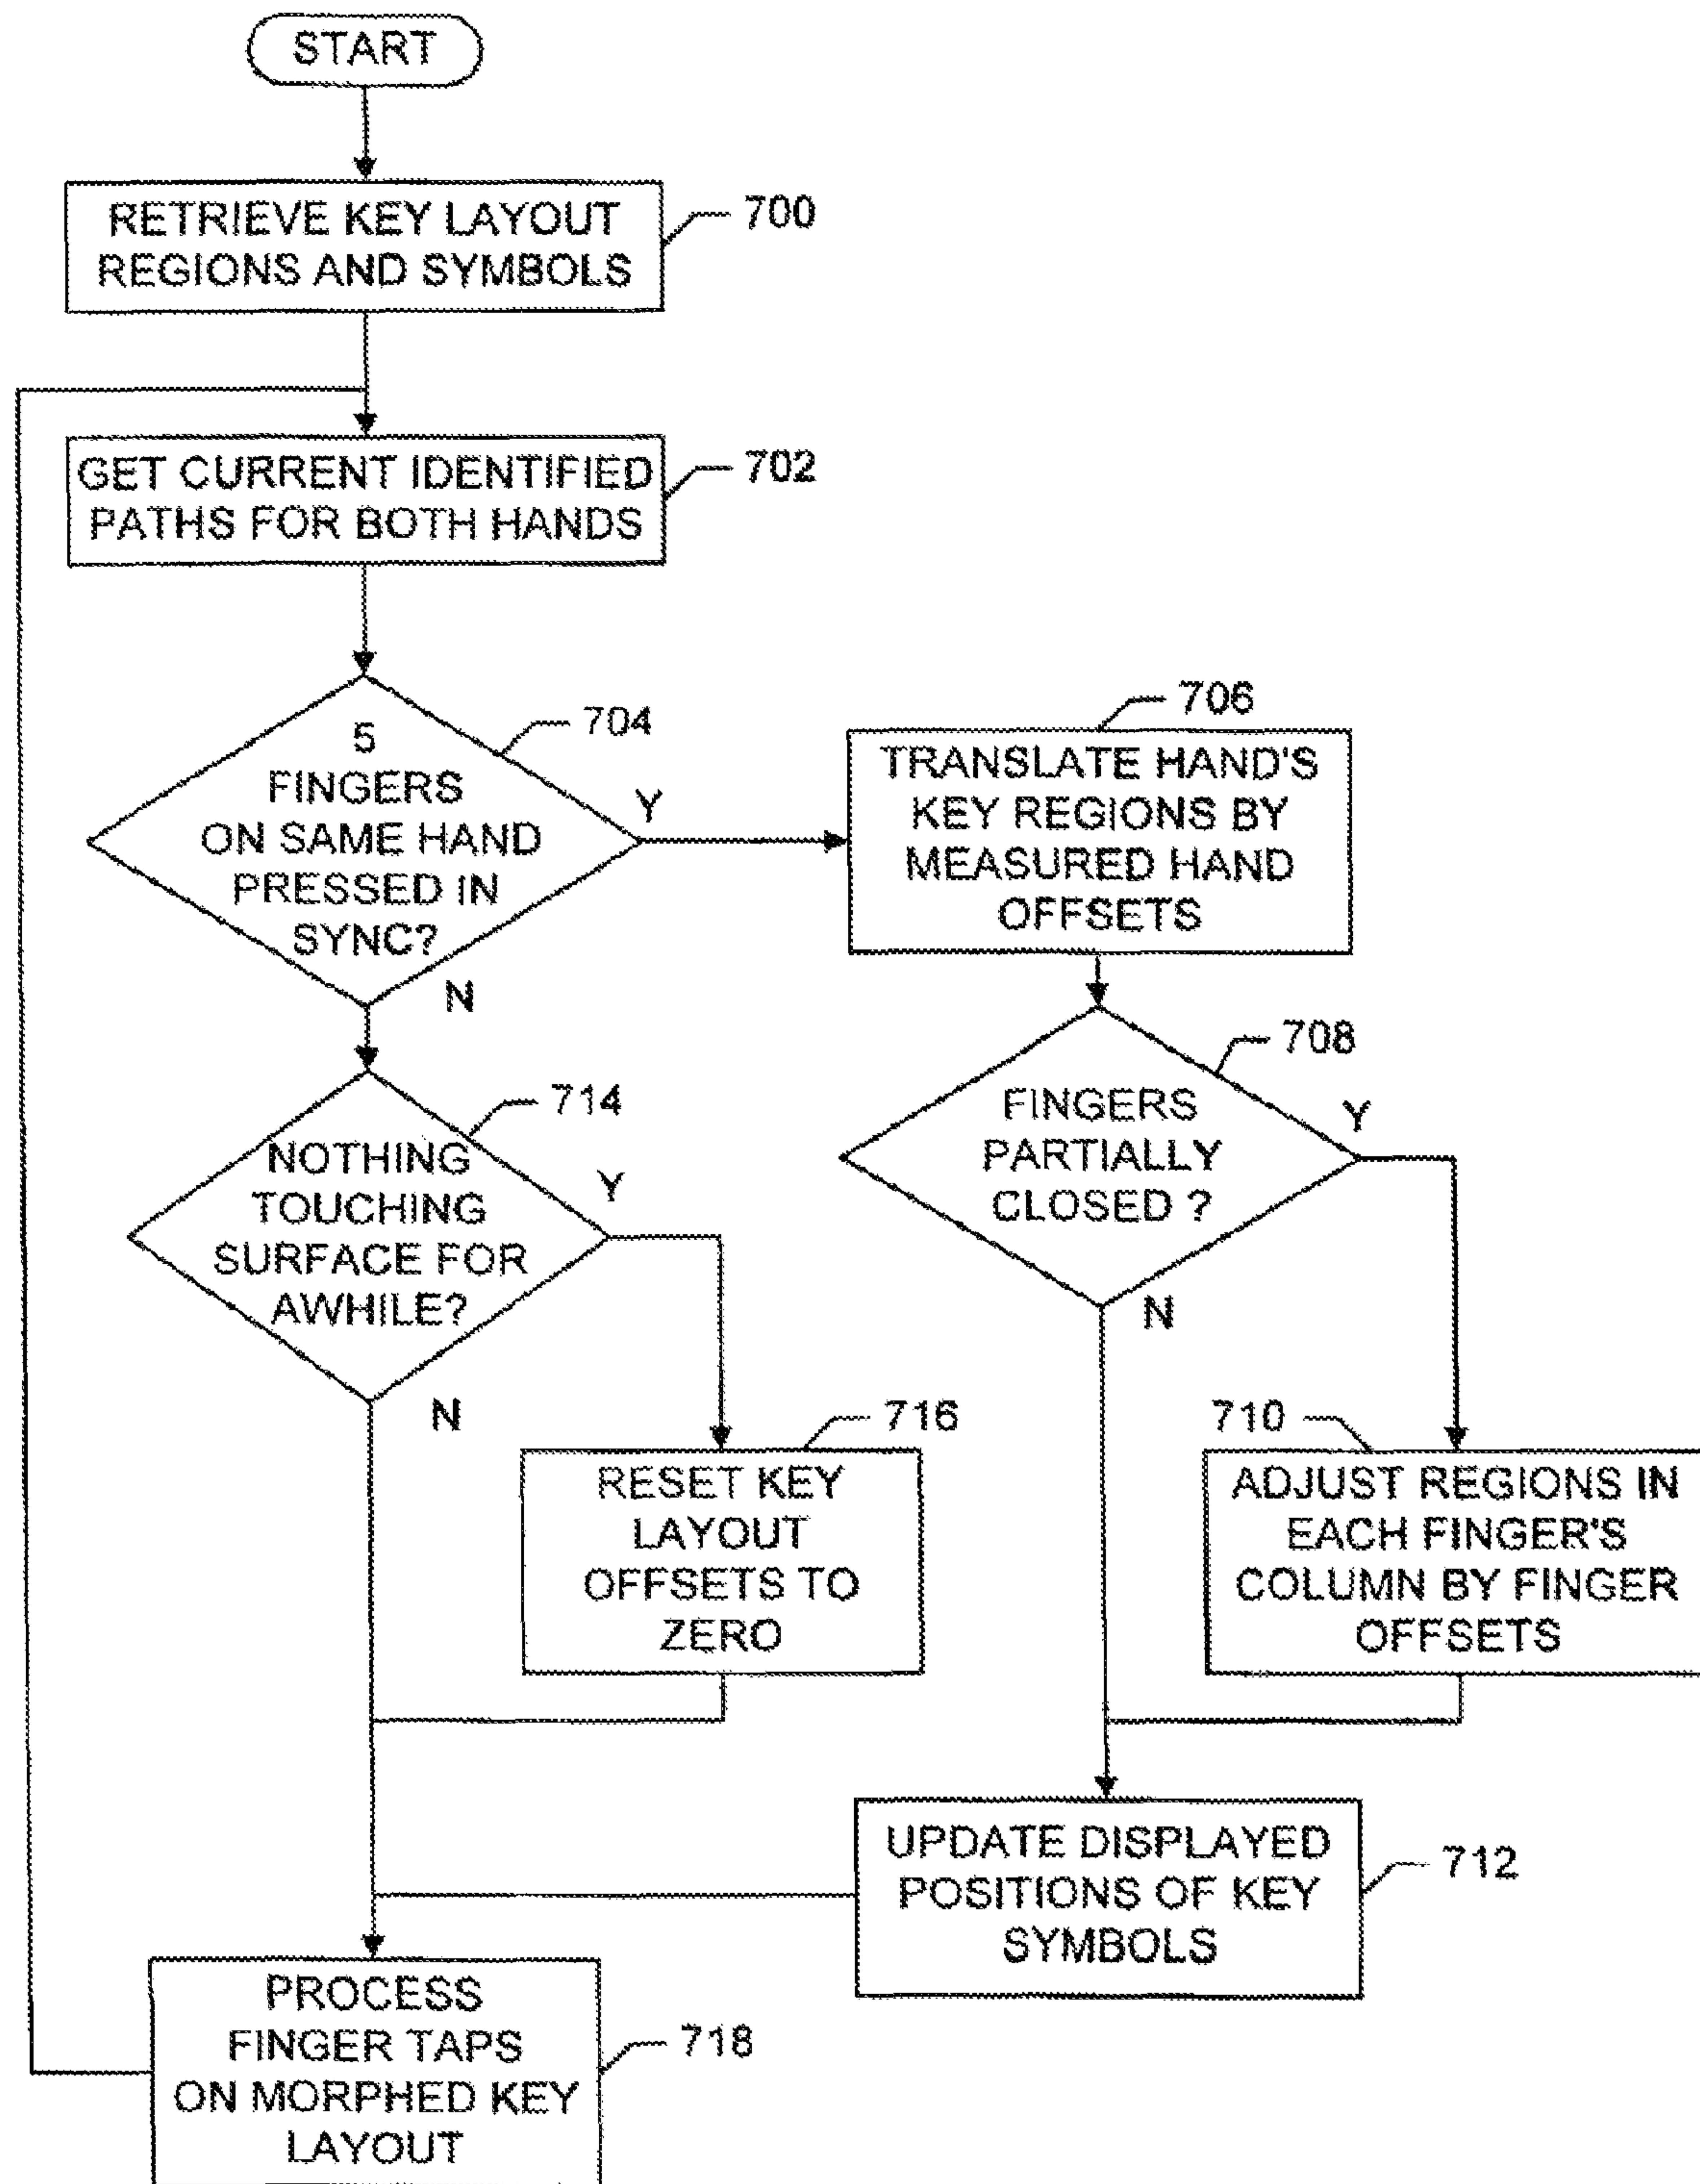 START
RETRIEVE KEY LAYOUT
REGIONS AND SYMBOLS
700
GET CURRENT IDENTIFIED
PATHS FOR BOTH HANDS
702
5
FINGERS
ON SAME HAND
PRESSED IN
SYNC?
704
Y
N
706
TRANSLATE HAND'S
KEY REGIONS BY
MEASURED HAND
OFFSETS
708
FINGERS
PARTIALLY
CLOSED ?
Y
N
714
NOTHING
TOUCHING
SURFACE FOR
AWHILE?
Y
N
716
RESET KEY
LAYOUT
OFFSETS TO
ZERO
710
ADJUST REGIONS IN
EACH FINGER'S
COLUMN BY FINGER
OFFSETS
UPDATE DISPLAYED
POSITIONS OF KEY
SYMBOLS
712
PROCESS
FINGER TAPS
ON MORPHED KEY
LAYOUT
718